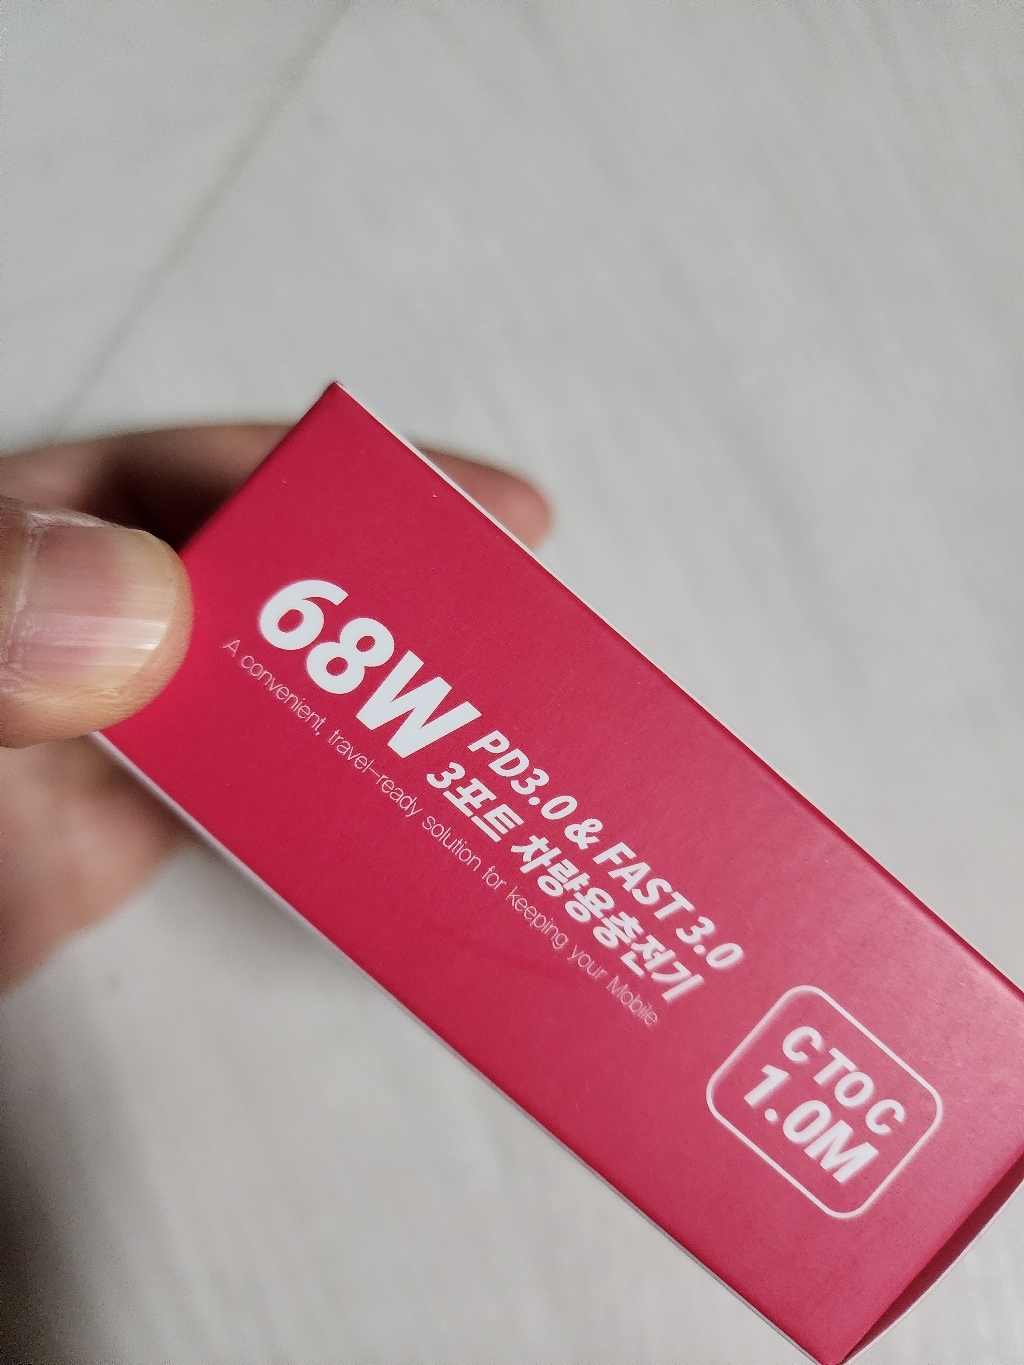 68W
PD3.0 & FAST 3.0
3포트 차량용충전기
A convenient, travel-ready solution for keeping your Mobile
C TO C
1.0M